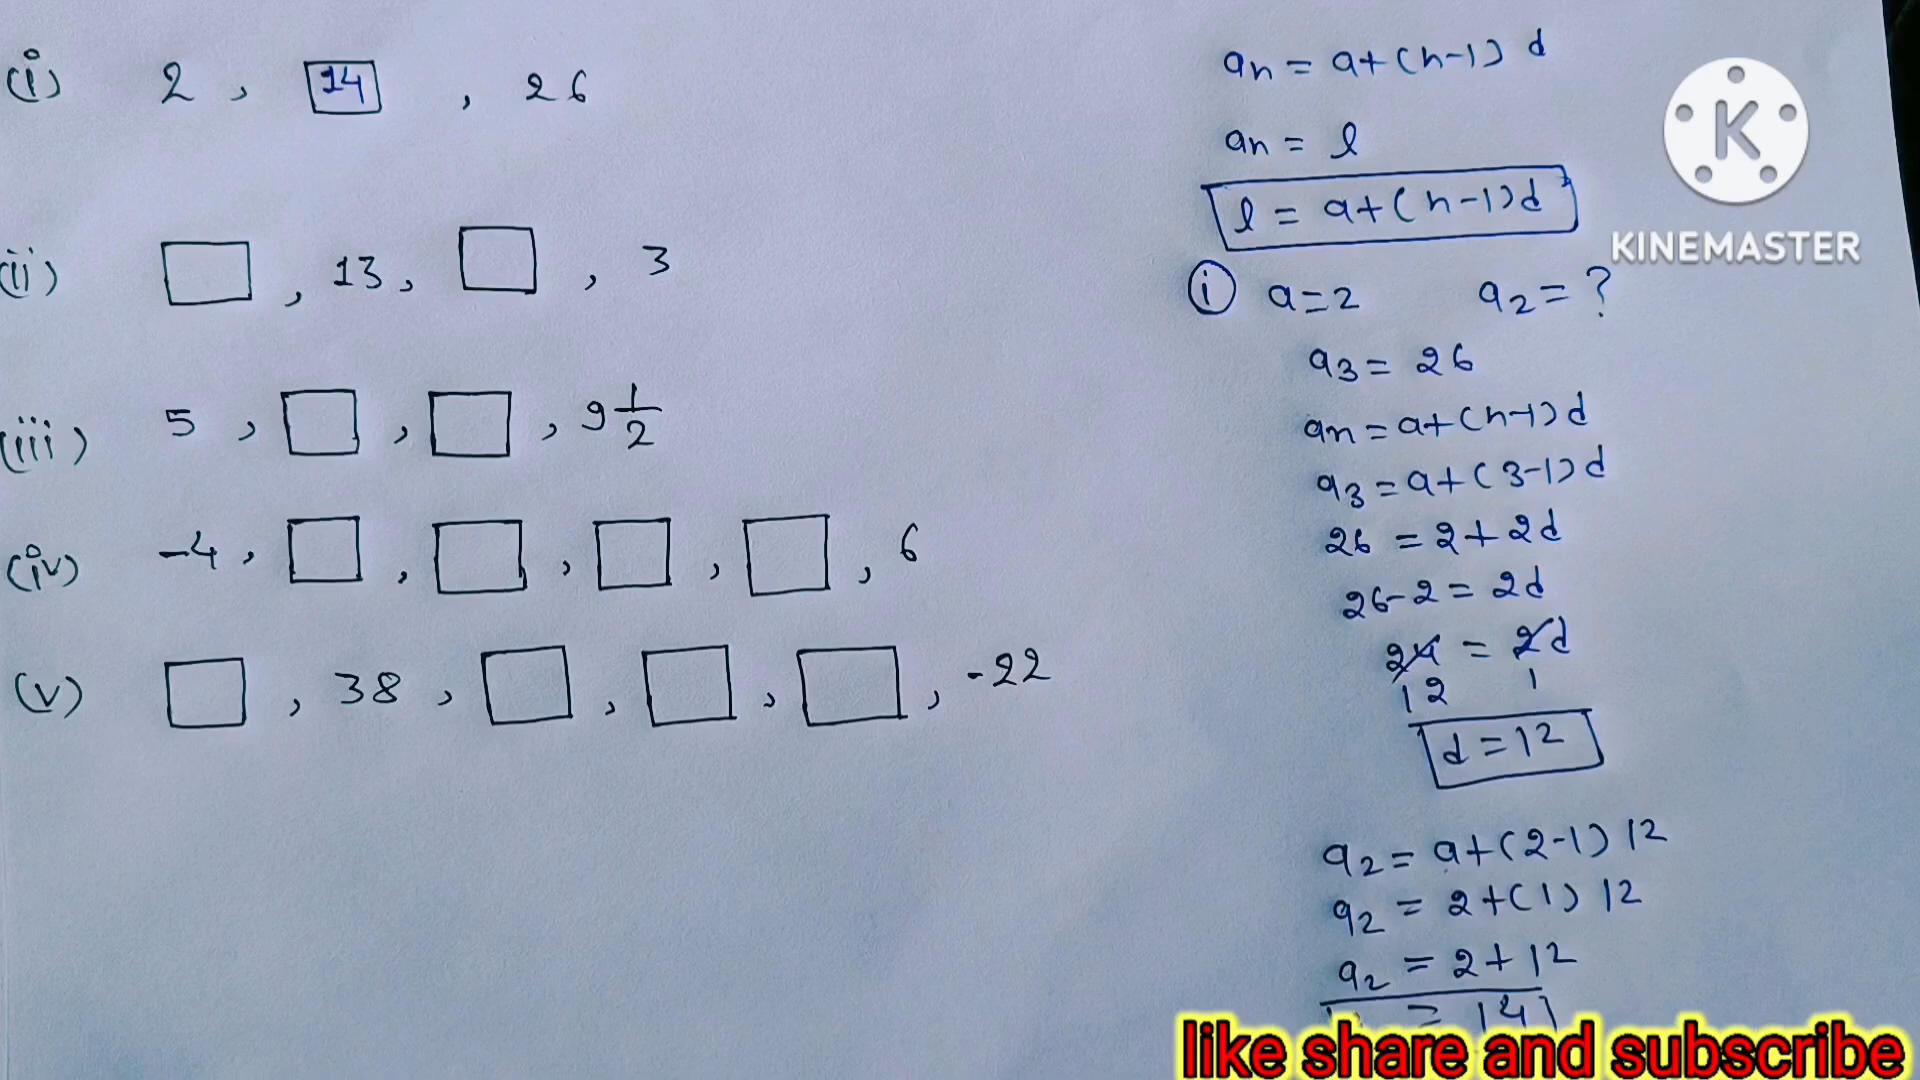 (i) 2 , 14 , 26
(ii) , 13 , , 3
(iii) 5 , , , 9 1/2
(iv) -4 , , , , , 6
(v) , 38 , , , , -22
an = a+(n-1) d
an = l
l = a+(n-1)d
(i) a=2 a2 = ?
a3 = 26
an = a+(n-1)d
a3 = a+(3-1)d
26 = 2+2d
26-2 = 2d
24 = 2d
12 1
d = 12
a2 = a+(2-1) 12
a2 = 2+(1) 12
a2 = 2+12
= 14
KINEMASTER
like share and subscribe